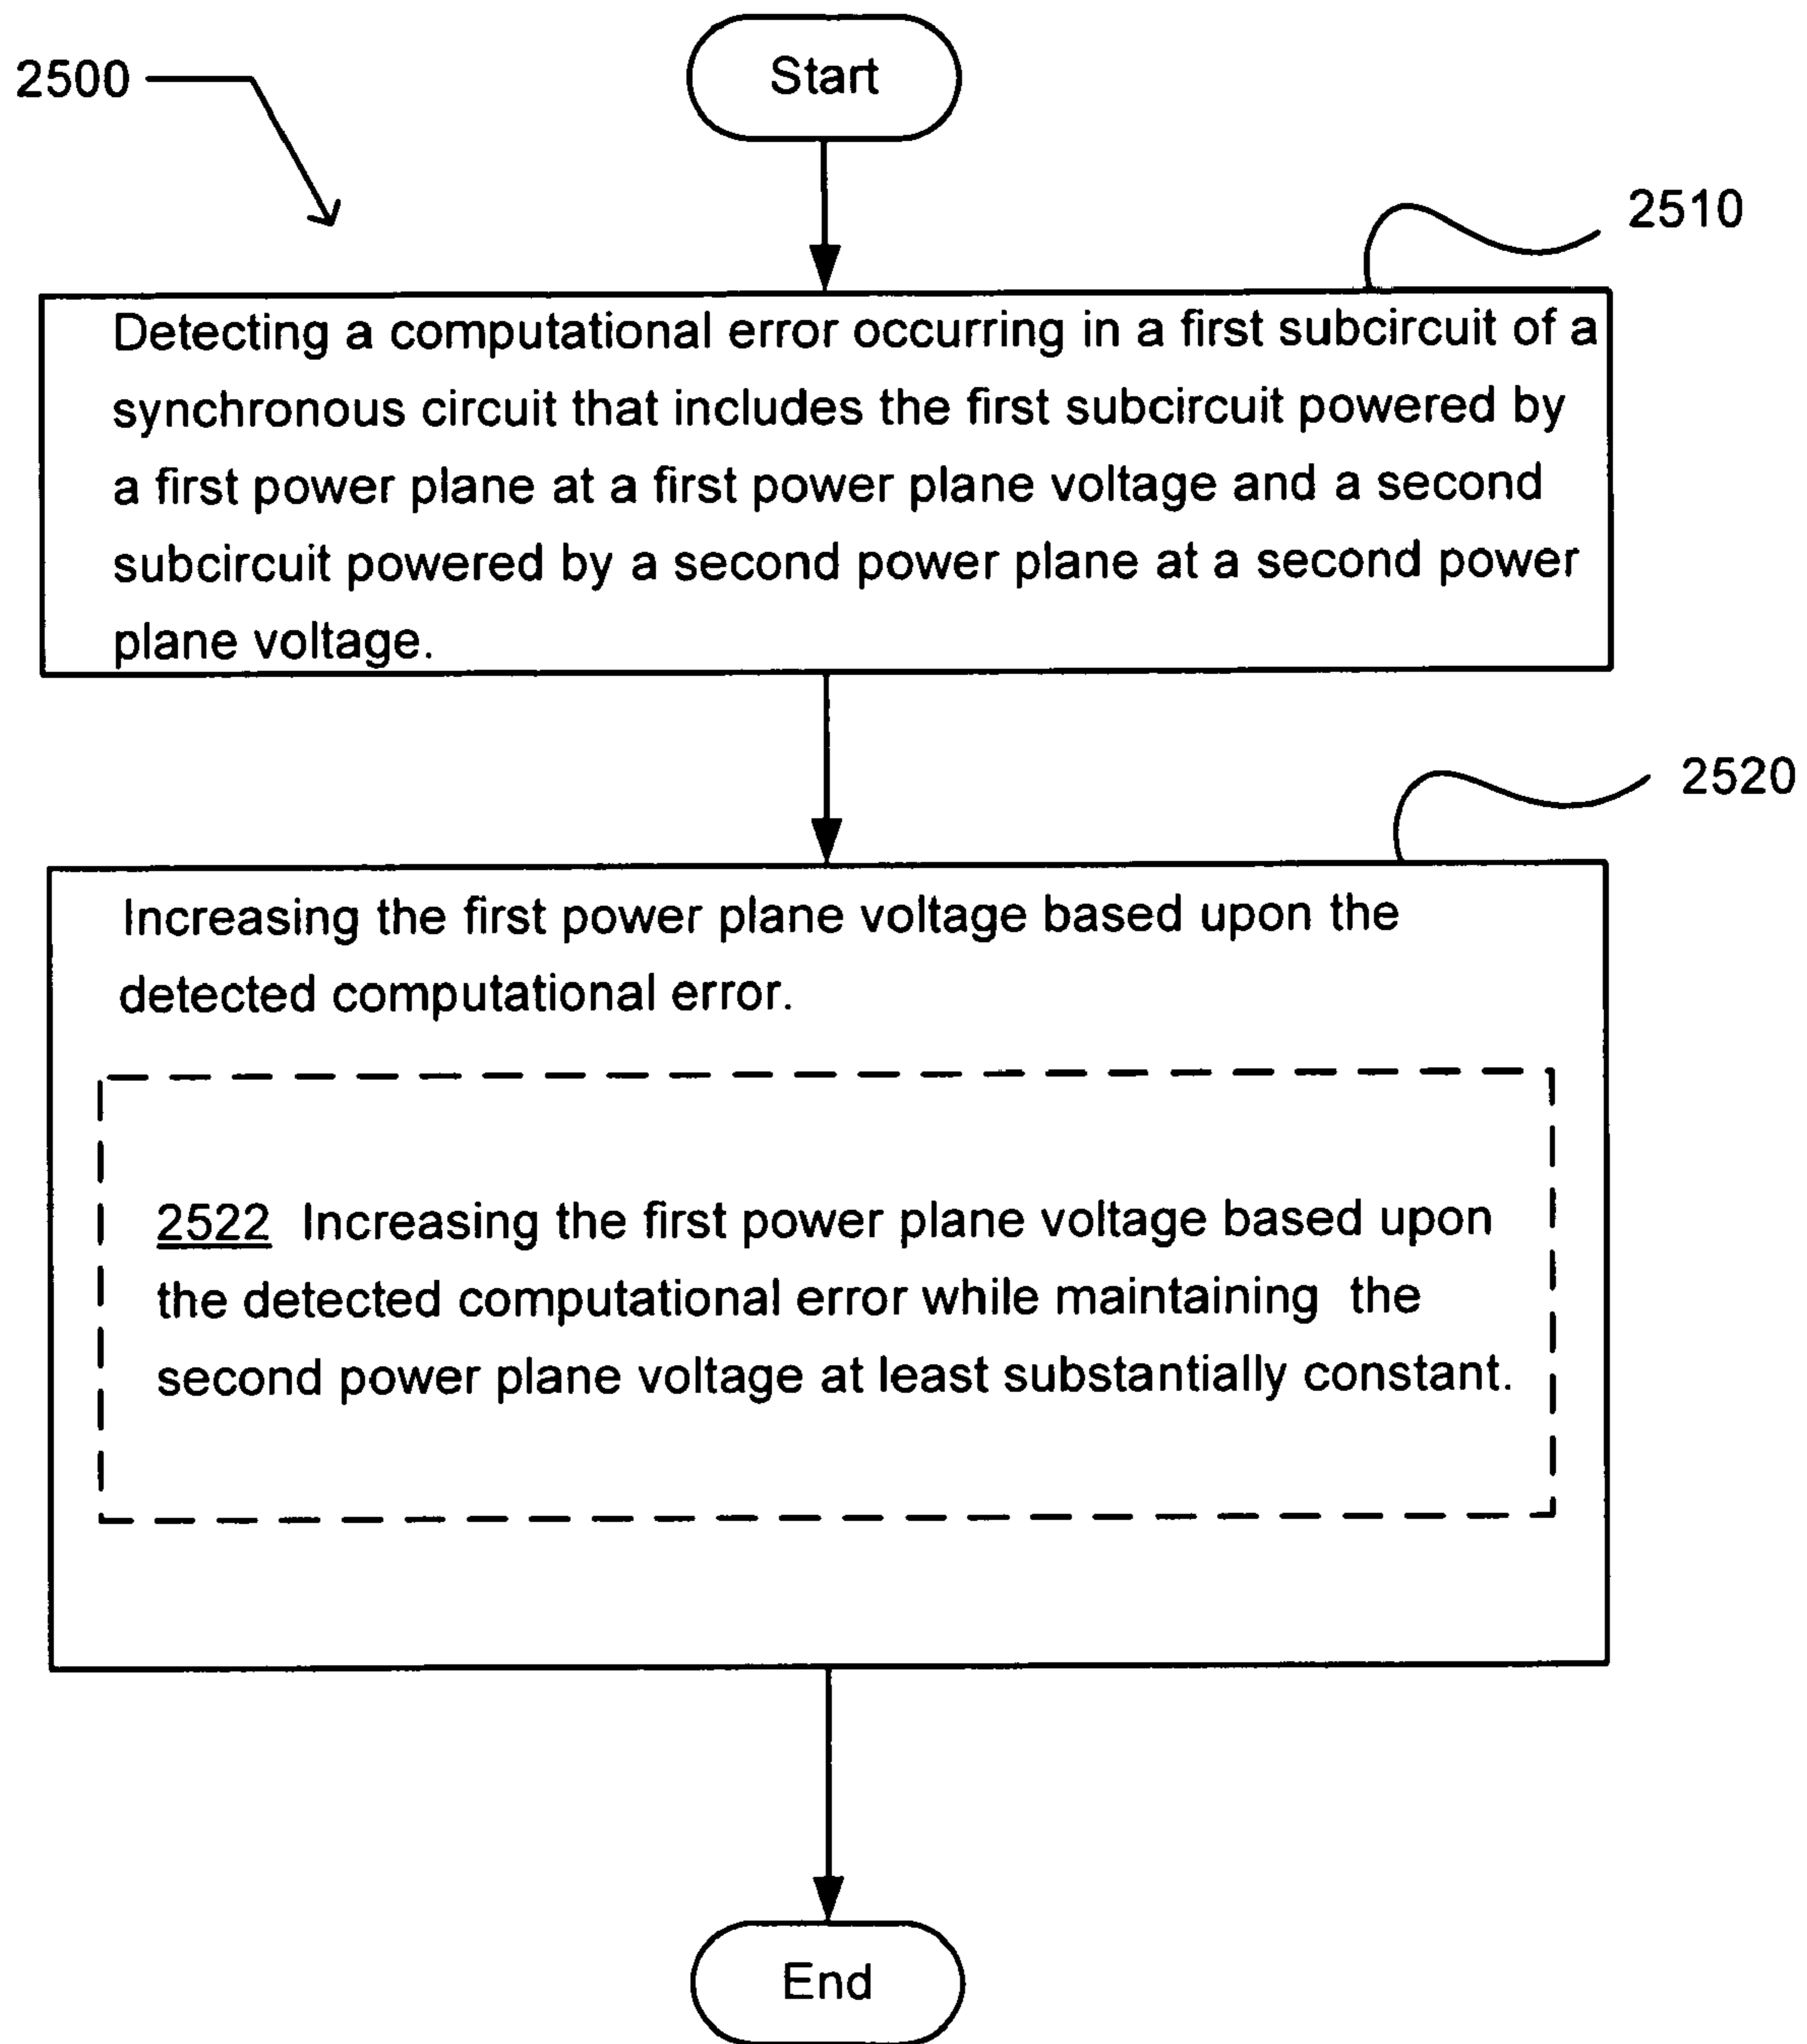 Start
2500
2510
Detecting a computational error occurring in a first subcircuit of a
synchronous circuit that includes the first subcircuit powered by
a first power plane at a first power plane voltage and a second
subcircuit powered by a second power plane at a second power
plane voltage.
2520
Increasing the first power plane voltage based upon the
detected computational error.
2522 Increasing the first power plane voltage based upon
the detected computational error while maintaining the
second power plane voltage at least substantially constant.
End